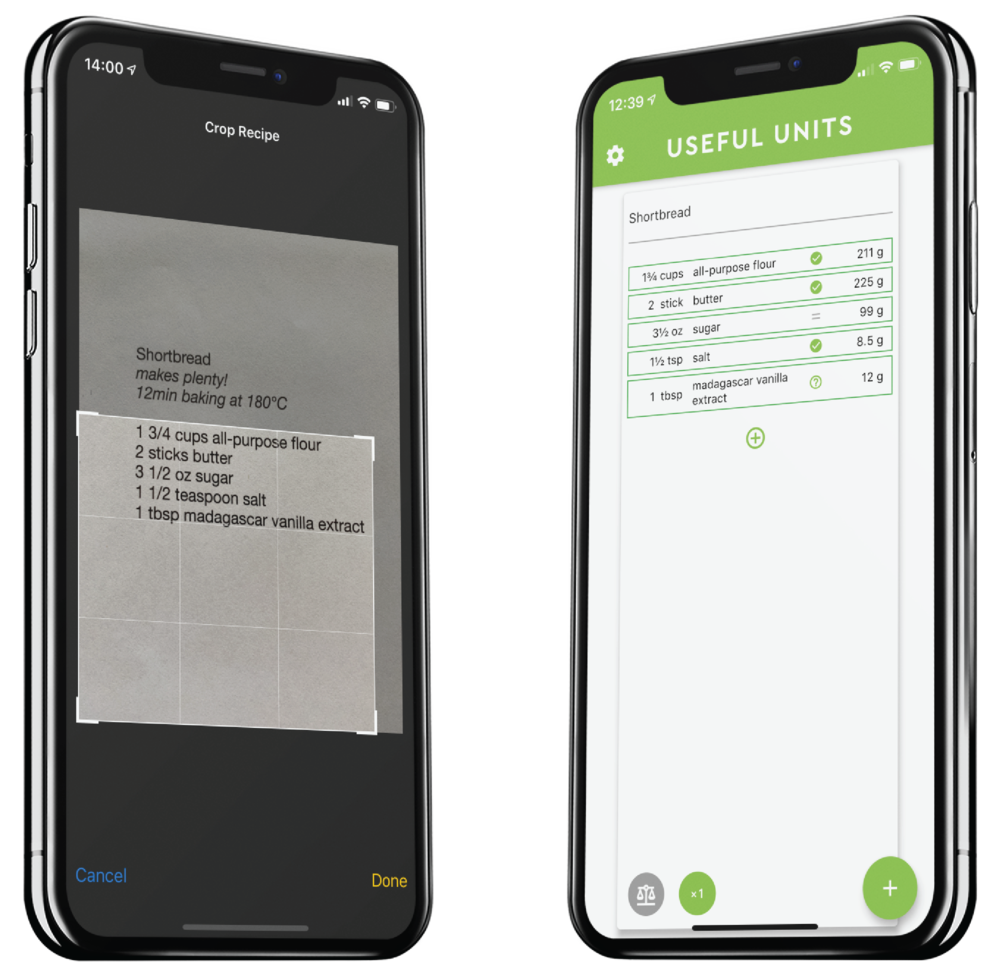 14:00
Crop Recipe
Shortbread
makes plenty!
12min baking at 180°C
1 3/4 cups all-purpose flour
2 sticks butter
3 1/2 oz sugar
1 1/2 teaspoon salt
1 tbsp madagascar vanilla extract
Cancel
Done
12:39
USEFUL UNITS
Shortbread
1¾ cups all-purpose flour 211 g
2 stick butter 225 g
3½ oz sugar = 99 g
1½ tsp salt 8.5 g
1 tbsp madagascar vanilla ? 12 g
extract
+
×1
+